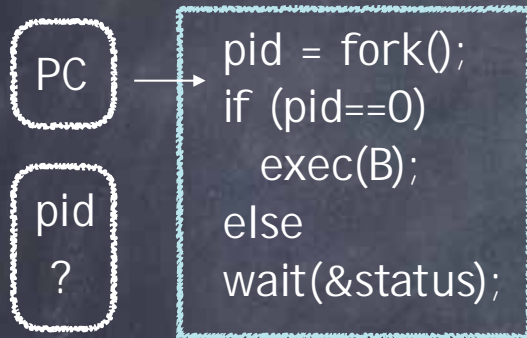 PC
pid
?
pid = fork();
if (pid==0)
exec(B);
else
wait(&status);